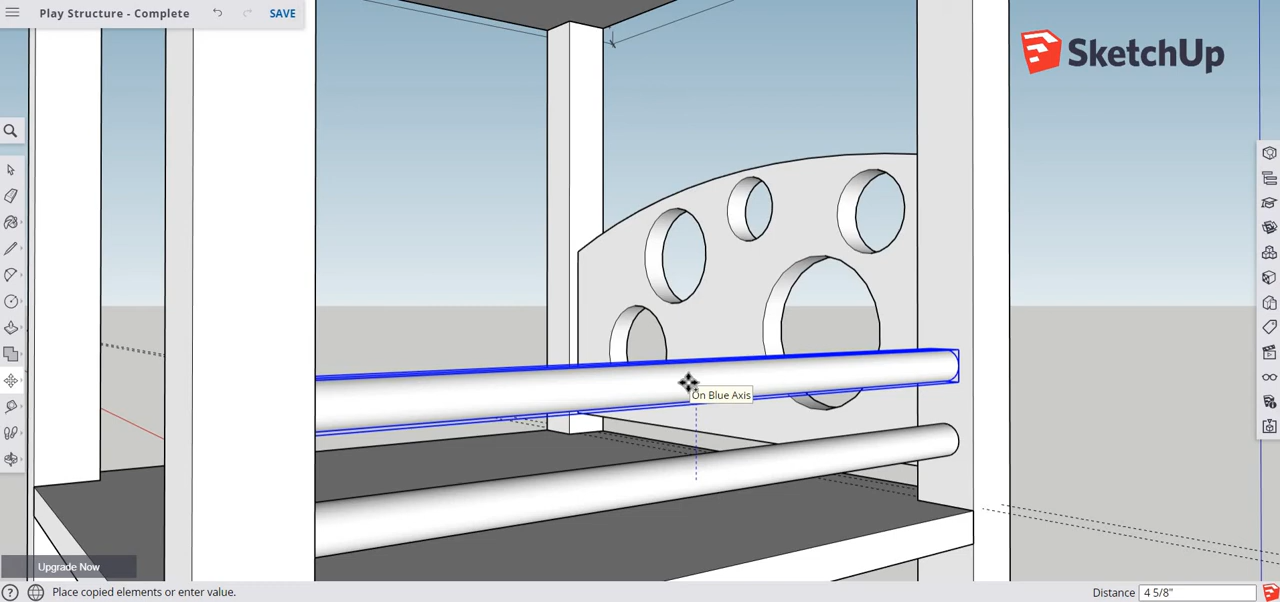 Play Structure - Complete
SAVE
SketchUp
On Blue Axis
Upgrade Now
Place copied elements or enter value.
Distance 4 5/8"